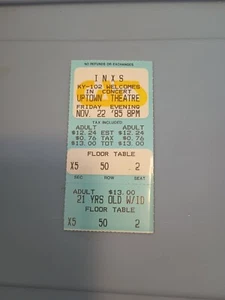 NO REFUNDS OR EXCHANGES
INXS
KY-102 WELCOMES
IN CONCERT
UPTOWN THEATRE
FRIDAY EVENING
NOV. 22 '85 8PM
TAX INCLUDED
ADULT ADULT
$12.24 EST $12.24
$0.76 TAX $0.76
$13.00 TOT $13.00
FLOOR TABLE
X5 50 2
SEC ROW SEAT
ADULT $13.00
21 YRS OLD W/ID
FLOOR TABLE
X5 50 2